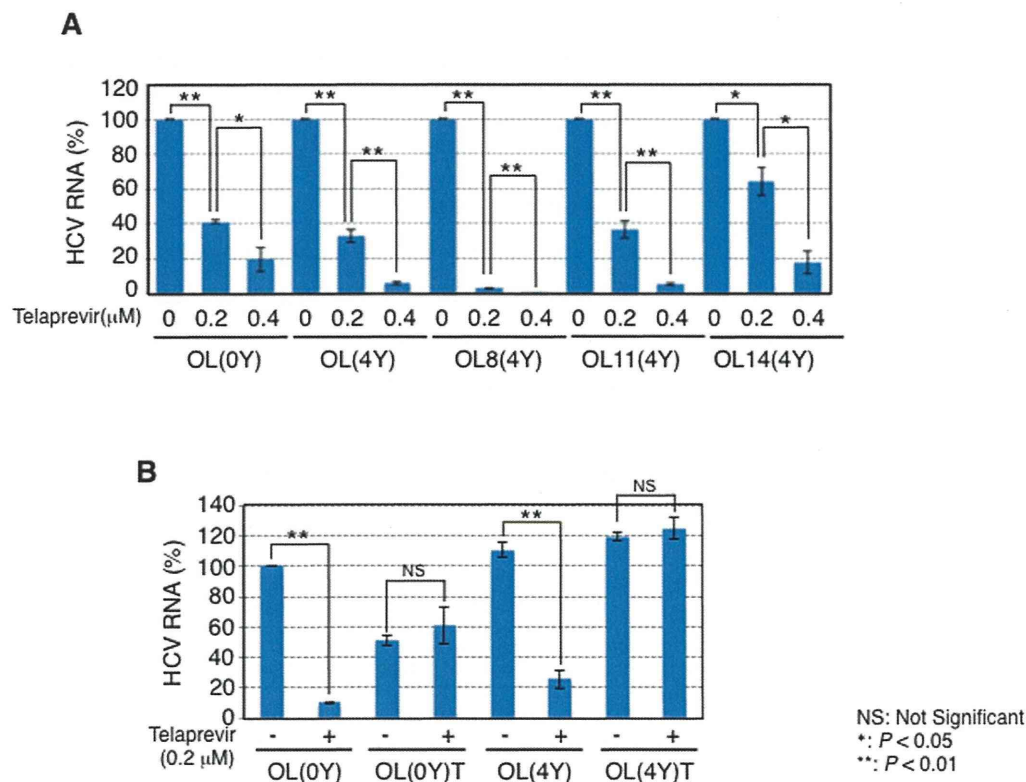 A
HCV RNA (%)
120
100
80
60
40
20
0
** * ** ** ** ** ** ** * *
Telaprevir(μM) 0 0.2 0.4 0 0.2 0.4 0 0.2 0.4 0 0.2 0.4 0 0.2 0.4
OL(0Y) OL(4Y) OL8(4Y) OL11(4Y) OL14(4Y)
B
HCV RNA (%)
140
120
100
80
60
40
20
0
** NS ** NS
Telaprevir - + - + - + - +
(0.2 μM)
OL(0Y) OL(0Y)T OL(4Y) OL(4Y)T
NS: Not Significant
*: P < 0.05
**: P < 0.01